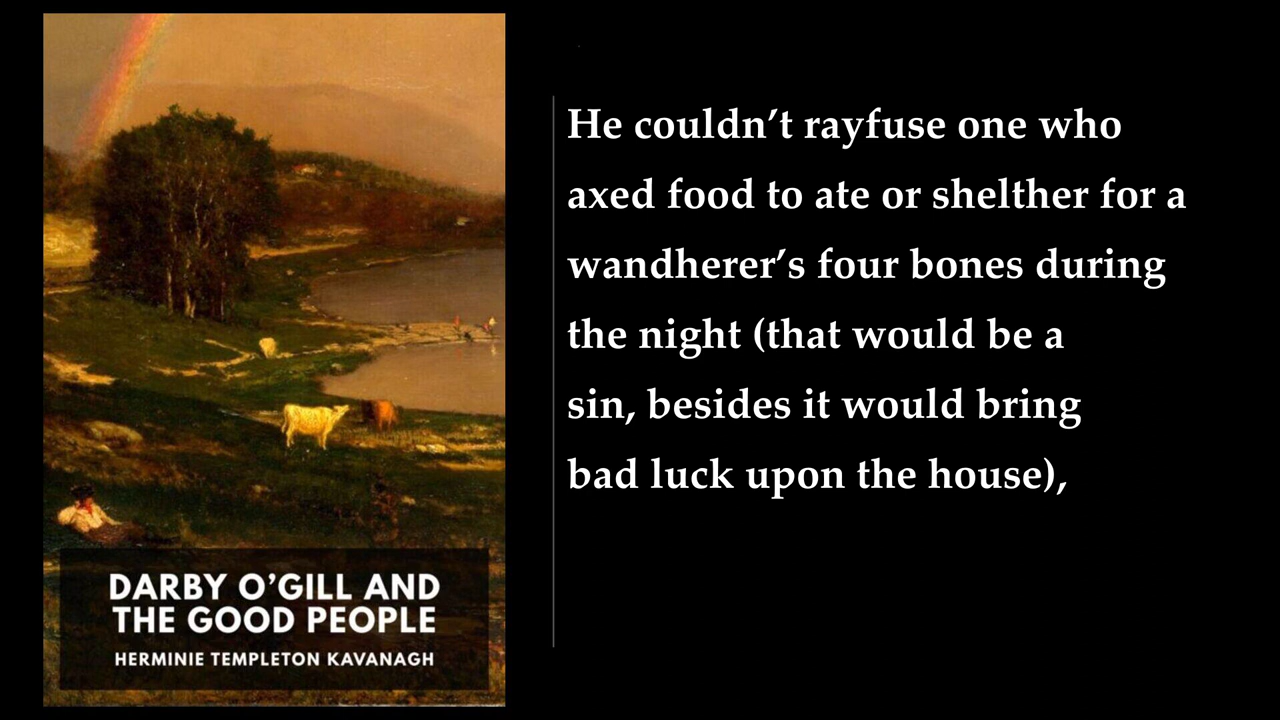 He couldn’t rayfuse one who
axed food to ate or shelther for a
wandherer’s four bones during
the night (that would be a
sin, besides it would bring
bad luck upon the house),
DARBY O’GILL AND
THE GOOD PEOPLE
HERMINIE TEMPLETON KAVANAGH